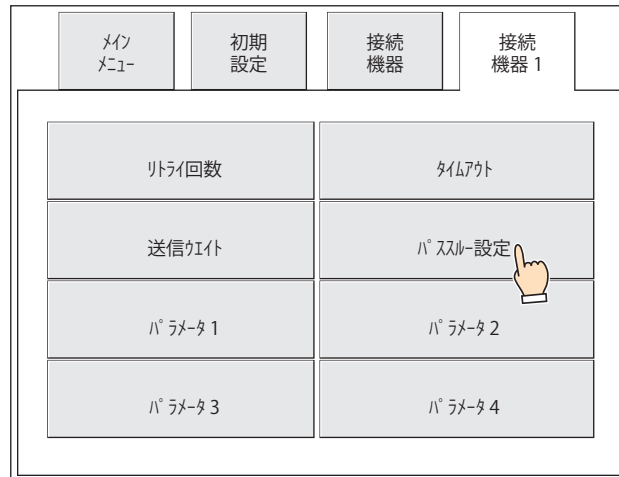 ﾒｲﾝ
ﾒﾆｭｰ
初期
設定
接続
機器
接続
機器 1
ﾘﾄﾗｲ回数
ﾀｲﾑｱｳﾄ
送信ｳｴｲﾄ
ﾊﾟｽｽﾙｰ設定
ﾊﾟﾗﾒｰﾀ 1
ﾊﾟﾗﾒｰﾀ 2
ﾊﾟﾗﾒｰﾀ 3
ﾊﾟﾗﾒｰﾀ 4